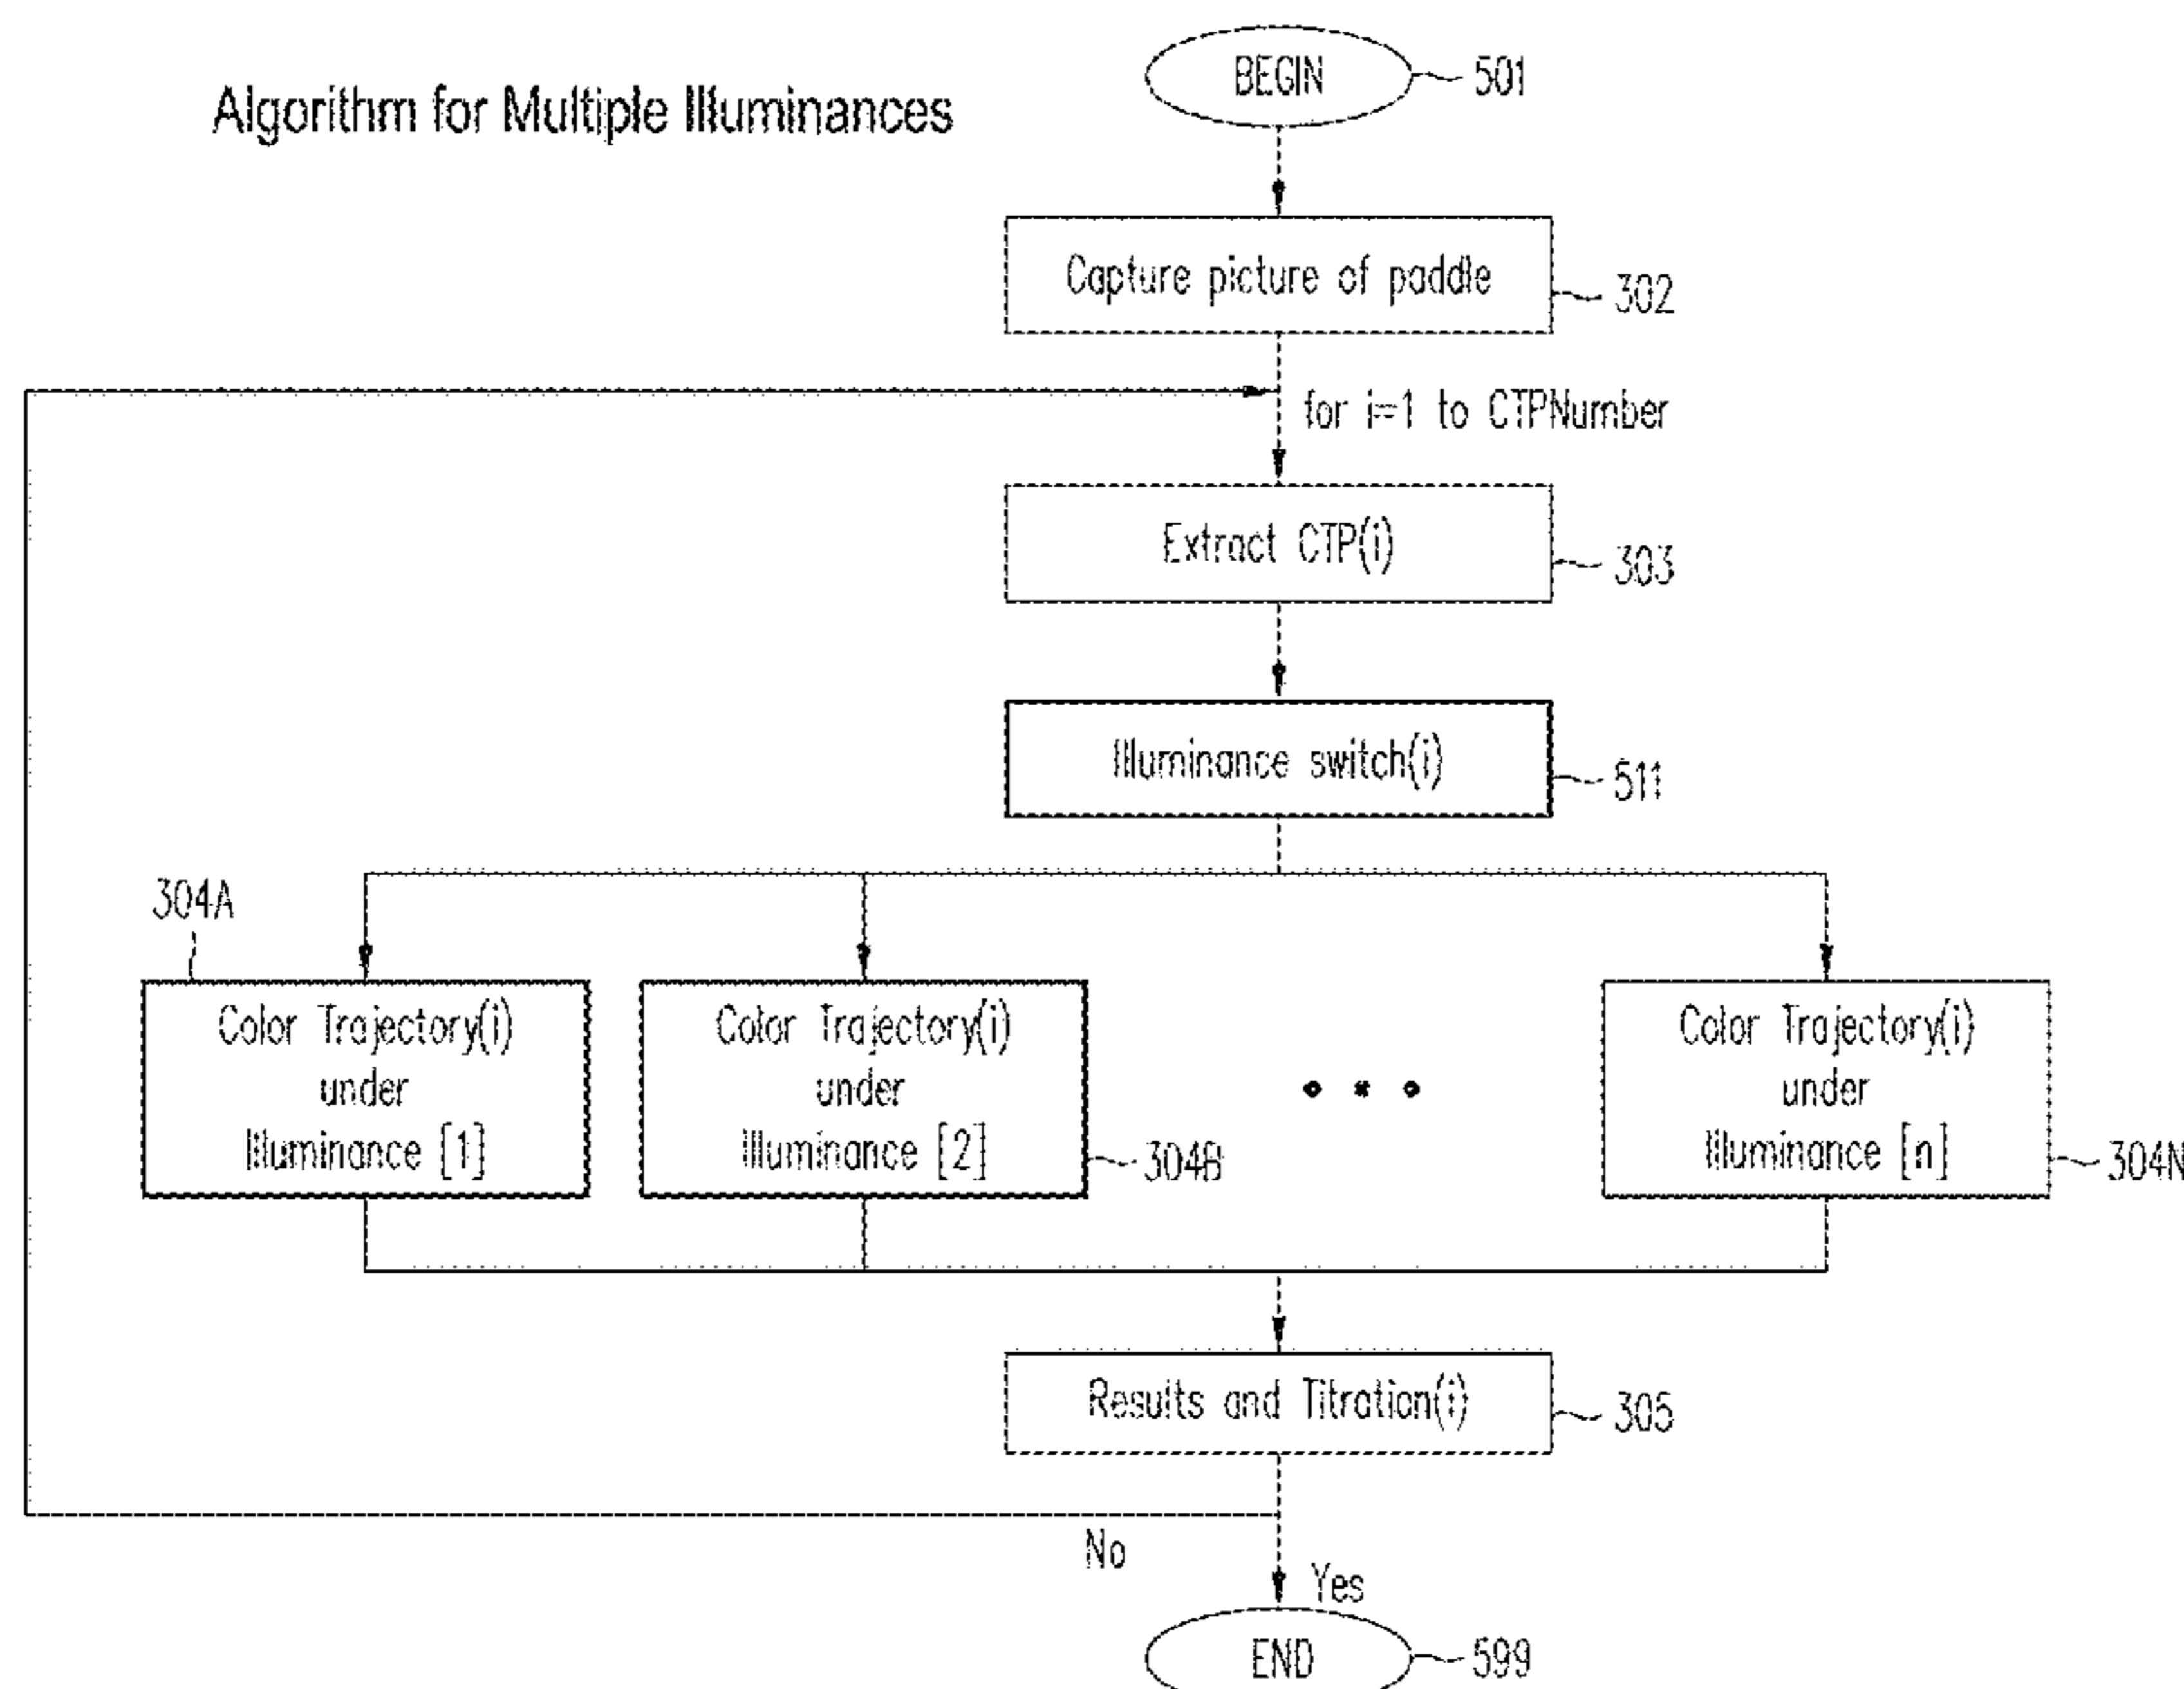 Algorithm for Multiple Illuminances
BEGIN
501
Capture picture of paddle
302
for i=1 to CTPNumber
Extract CTP(i)
303
Illuminance switch(i)
511
304A
Color Trajectory(i)
under
Illuminance [1]
Color Trajectory(i)
under
Illuminance [2]
304B
Color Trajectory(i)
under
Illuminance [n]
304N
Results and Titration(i)
305
No
Yes
END
599